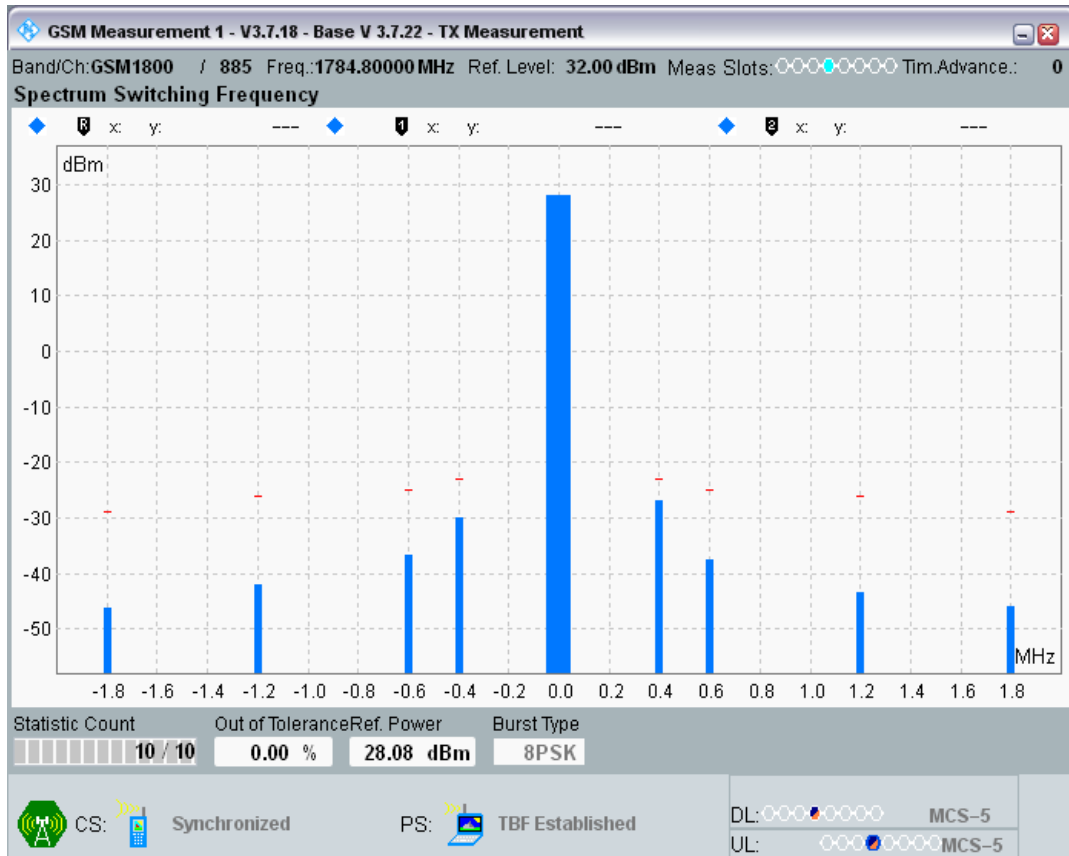 GSM Measurement 1 - V3.7.18 - Base V 3.7.22 - TX Measurement
Band/Ch:GSM1800 / 885 Freq.:1784.80000 MHz Ref. Level: 32.00 dBm Meas Slots: Tim.Advance.: 0
Spectrum Switching Frequency
R x: y: --- 1 x: y: --- 2 x: y: ---
dBm
30
20
10
0
-10
-20
-30
-40
-50
MHz
-1.8 -1.6 -1.4 -1.2 -1.0 -0.8 -0.6 -0.4 -0.2 0.0 0.2 0.4 0.6 0.8 1.0 1.2 1.4 1.6 1.8
Statistic Count Out of Tolerance Ref. Power Burst Type
10 / 10 0.00 % 28.08 dBm 8PSK
CS: Synchronized PS: TBF Established
DL: MCS-5
UL: MCS-5